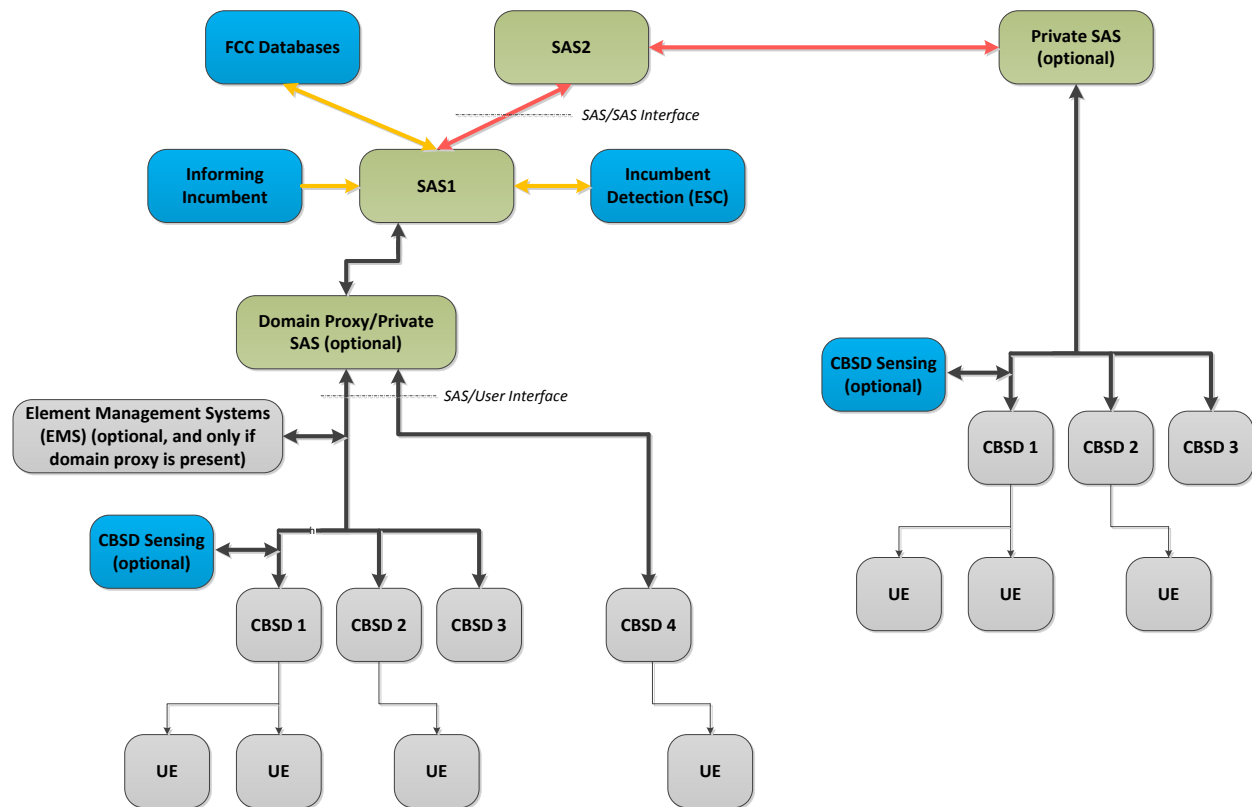 FCC Databases
SAS2
Private SAS
(optional)
SAS/SAS Interface
Informing
Incumbent
SAS1
Incumbent
Detection (ESC)
Domain Proxy/Private
SAS (optional)
CBSD Sensing
(optional)
SAS/User Interface
Element Management Systems
(EMS) (optional, and only if
domain proxy is present)
CBSD 1
CBSD 2
CBSD 3
CBSD Sensing
(optional)
UE
UE
UE
CBSD 1
CBSD 2
CBSD 3
CBSD 4
UE
UE
UE
UE